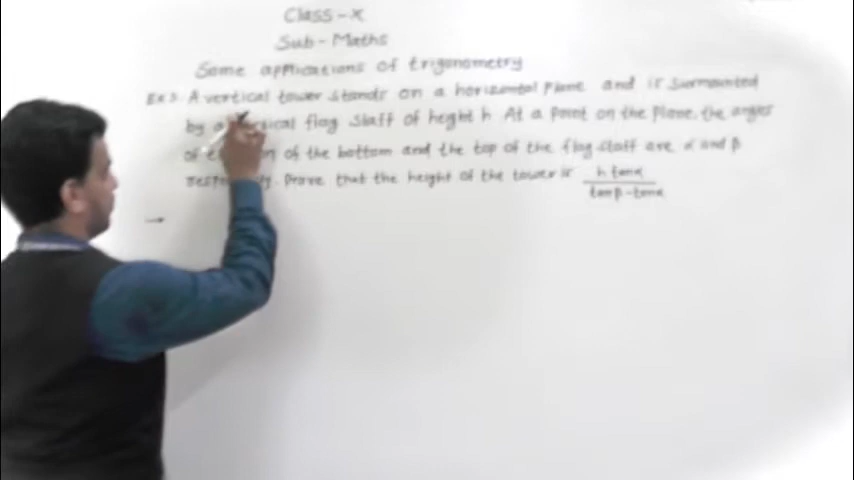 Class - X
Sub - Maths
Some applications of trigonometry
Ex: A vertical tower stands on a horizontal plane and is surmounted
by a vertical flag staff of height h At a point on the plane, the angles
of of the bottom and the top of the flag staff are α and β
Prove that the height of the tower is h tanα / tanβ - tanα
→